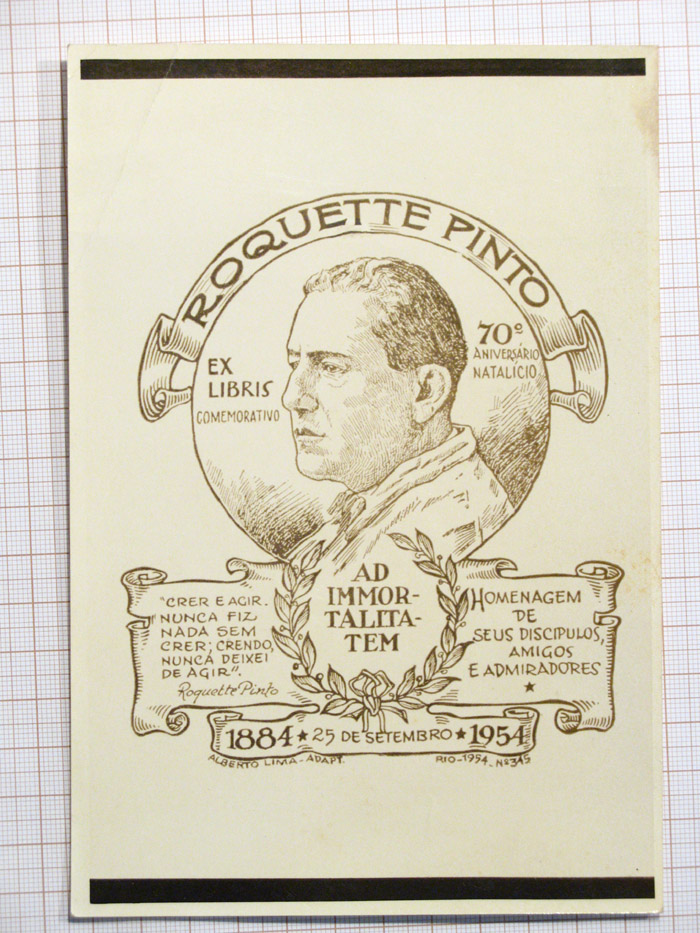 ROQUETTE PINTO
EX
LIBRIS
COMEMORATIVO
70º
ANIVERSÁRIO
NATALÍCIO
"CRER E AGIR.
NUNCA FIZ
NADA SEM
CRER; CRENDO,
NUNCA DEIXEI
DE AGIR".
Roquette Pinto
AD
IMMOR-
TALITA-
TEM
HOMENAGEM
DE
SEUS DISCIPULOS,
AMIGOS
E ADMIRADORES
1884 ★ 25 DE SETEMBRO ★ 1954
ALBERTO LIMA - ADAPT.
RIO-1954. Nº 345